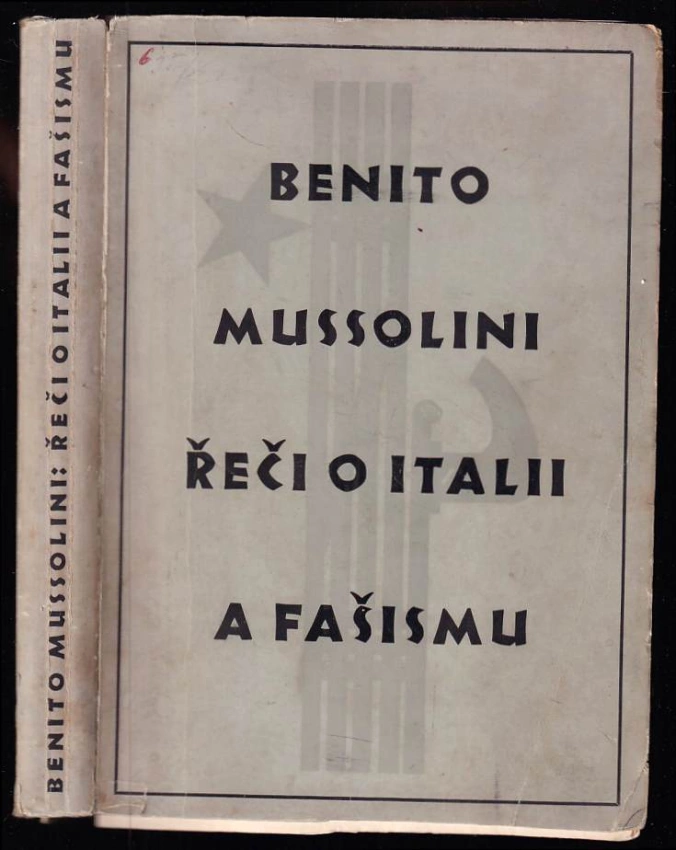 BENITO MUSSOLINI: ŘEČI O ITALII A FAŠISMU
BENITO
MUSSOLINI
ŘEČI O ITALII
A FAŠISMU